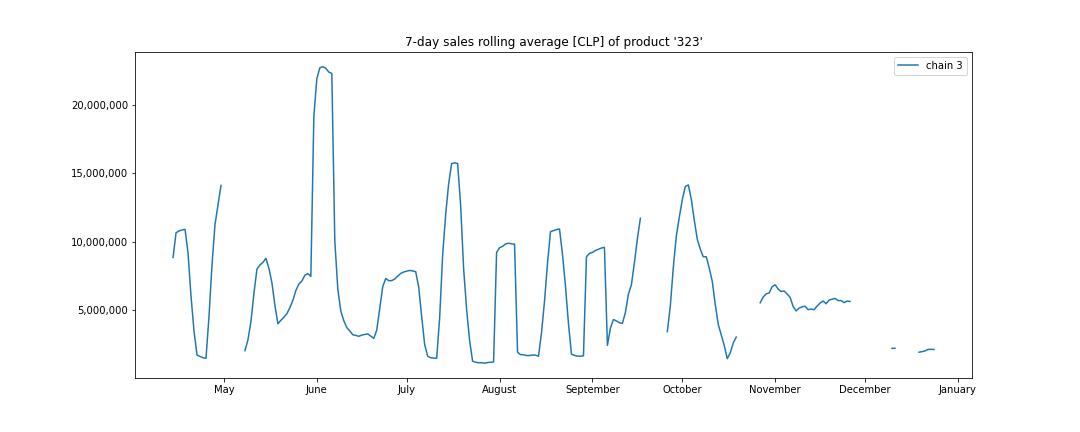 7-day sales rolling average [CLP] of product '323'
chain 3
20,000,000
15,000,000
10,000,000
5,000,000
May June July August September October November December January